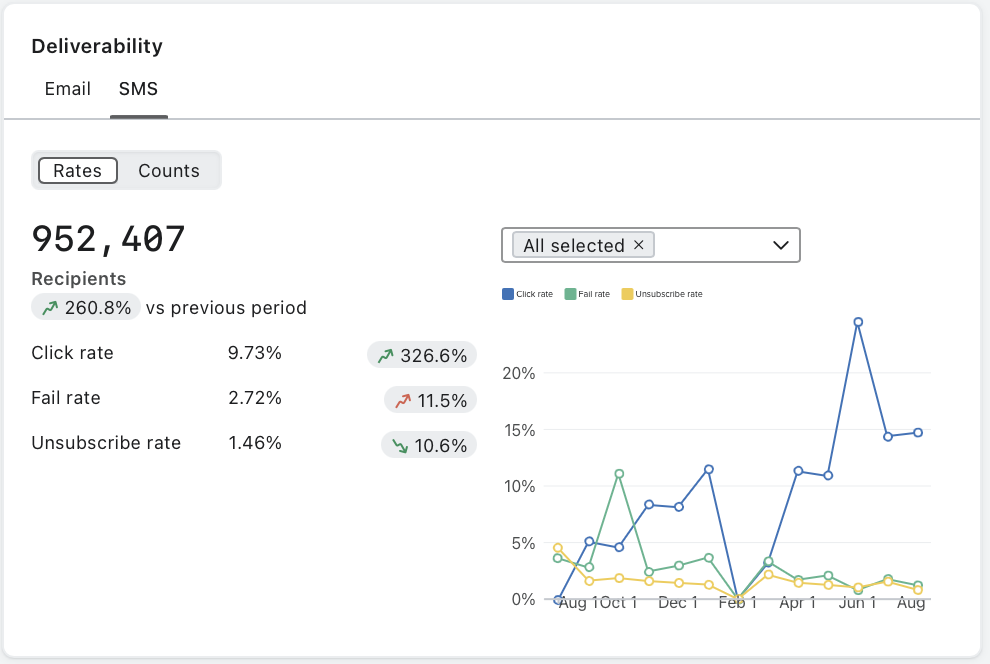 Deliverability
Email SMS
Rates Counts
952,407
Recipients
260.8% vs previous period
Click rate 9.73% 326.6%
Fail rate 2.72% 11.5%
Unsubscribe rate 1.46% 10.6%
All selected ×
Click rate Fail rate Unsubscribe rate
20%
15%
10%
5%
0%
Aug 1 Oct 1 Dec 1 Feb 1 Apr 1 Jun 1 Aug